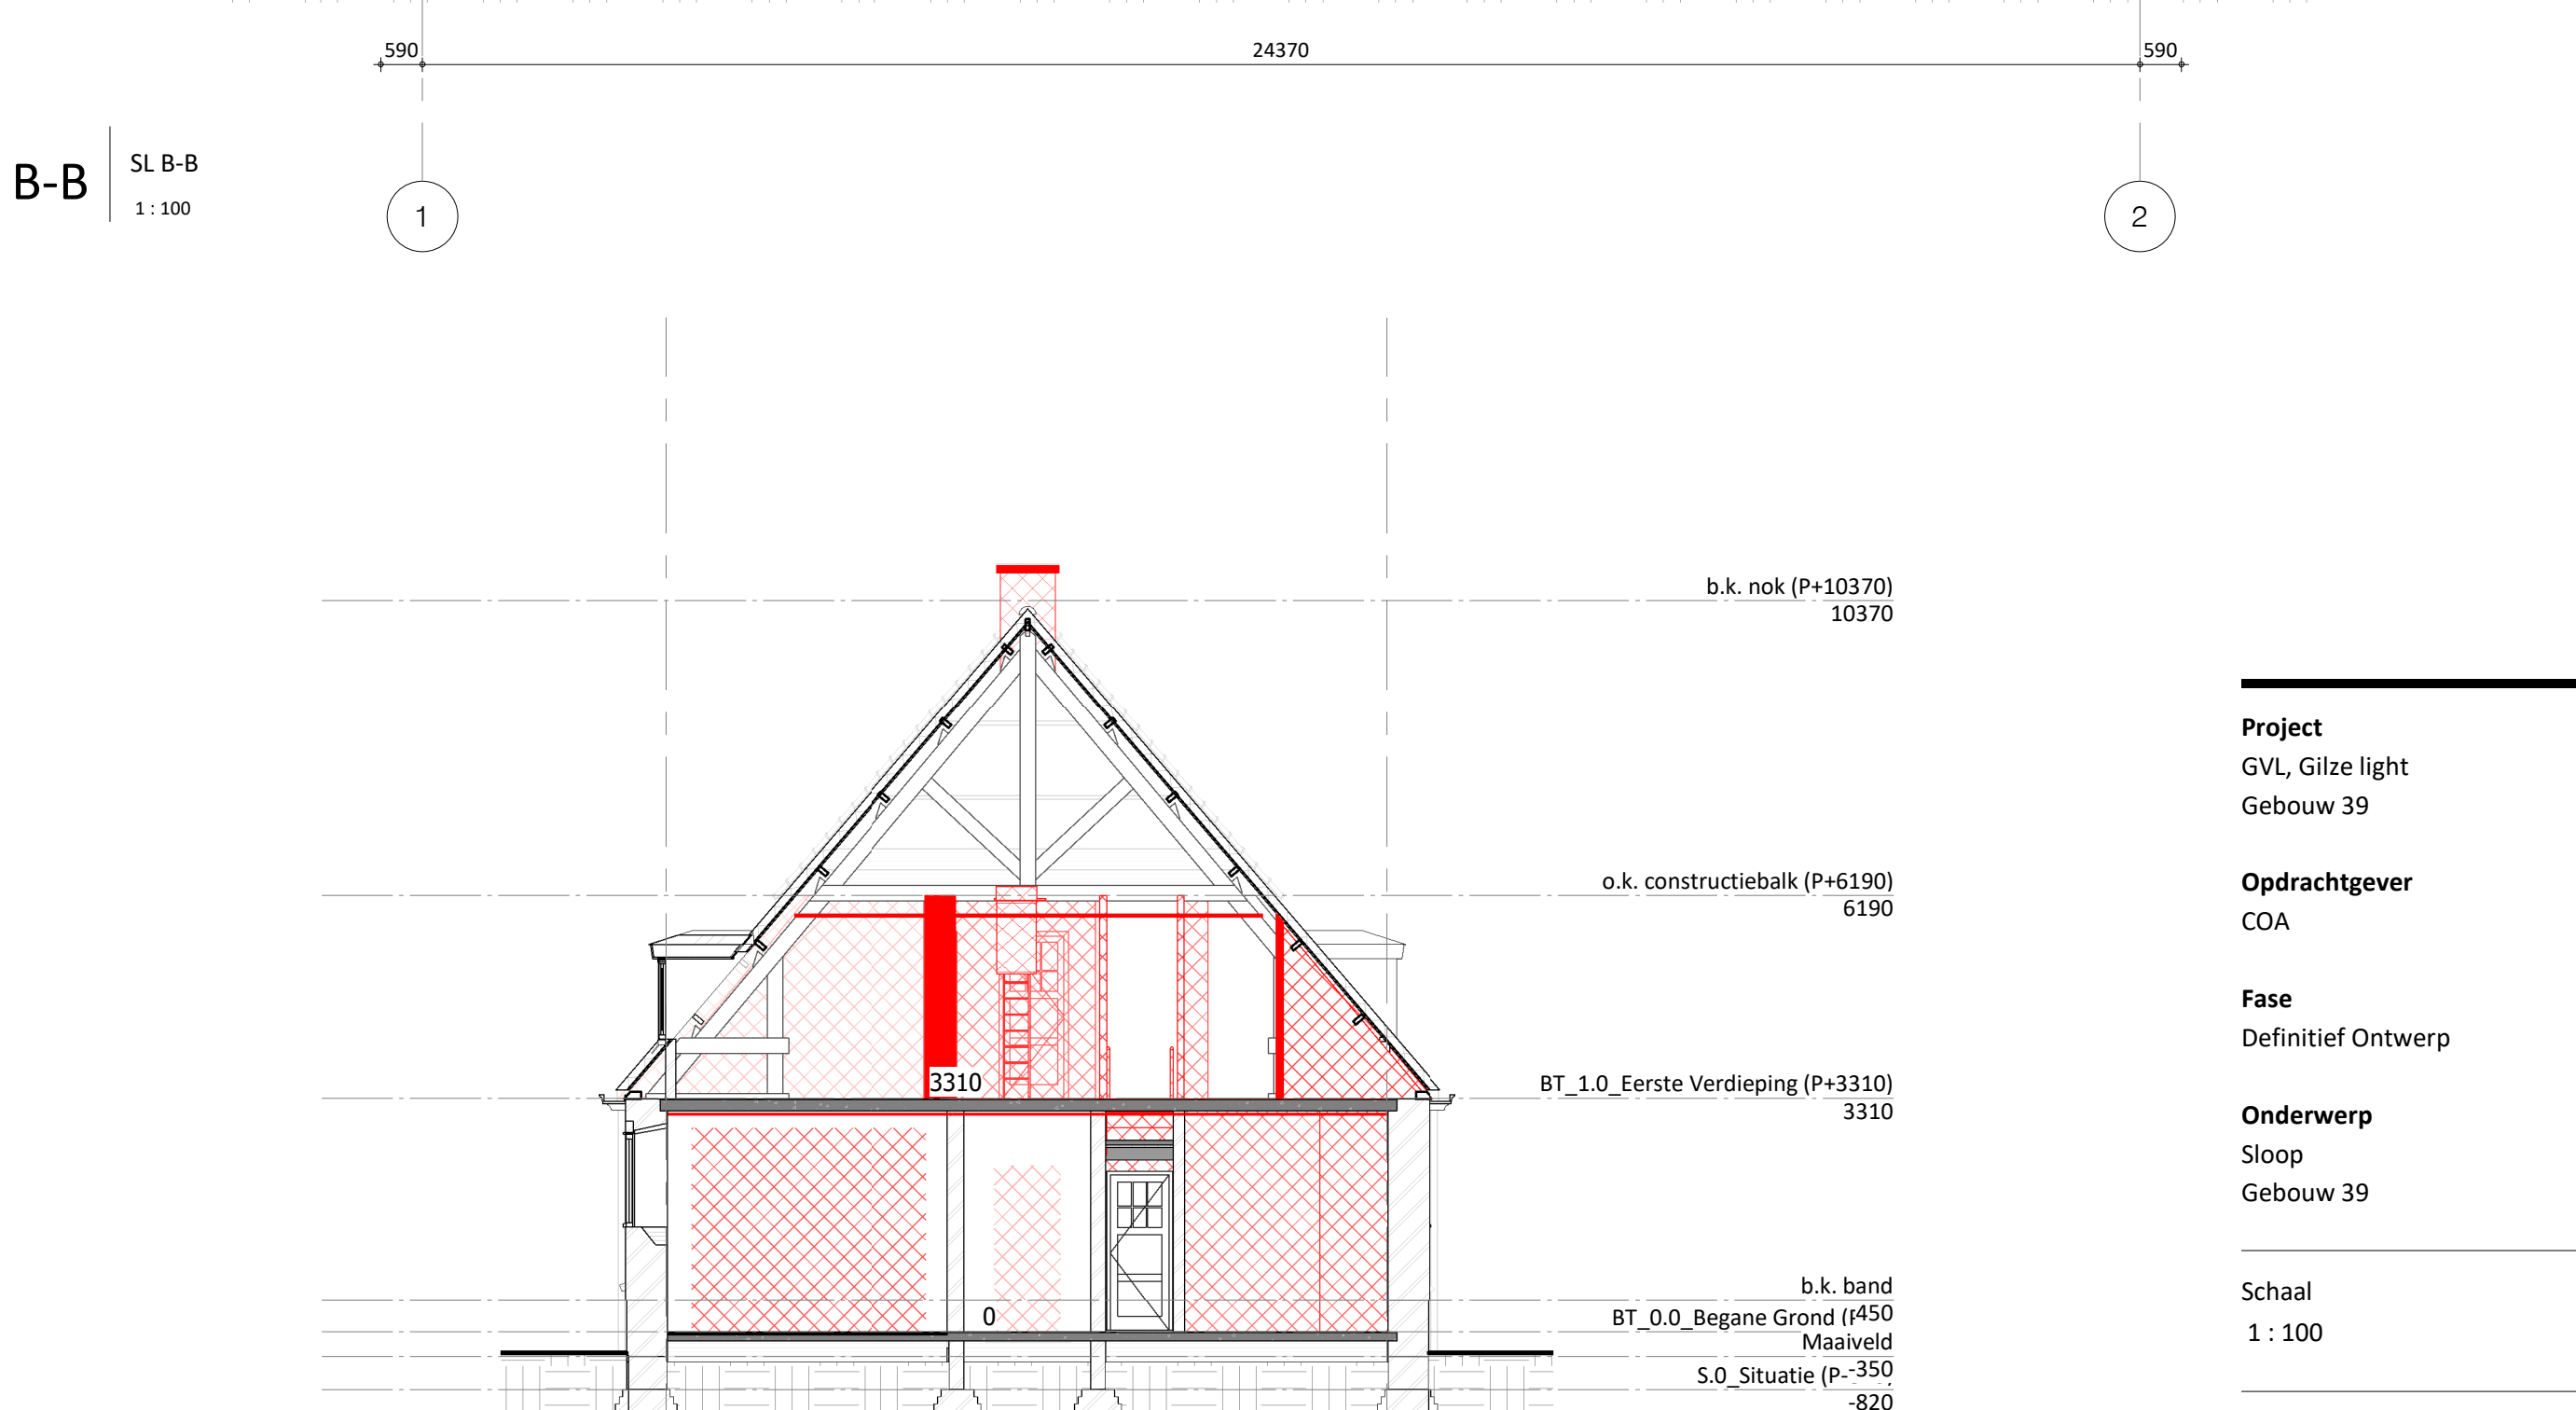 590
24370
590
B-B
SL B-B
1 : 100
1
2
b.k. nok (P+10370)
10370
o.k. constructiebalk (P+6190)
6190
BT_1.0_Eerste Verdieping (P+3310)
3310
3310
b.k. band
450
BT_0.0_Begane Grond
0
Maaiveld
-350
S.0_Situatie (P-
-820
Project
GVL, Gilze light
Gebouw 39
Opdrachtgever
COA
Fase
Definitief Ontwerp
Onderwerp
Sloop
Gebouw 39
Schaal
1 : 100